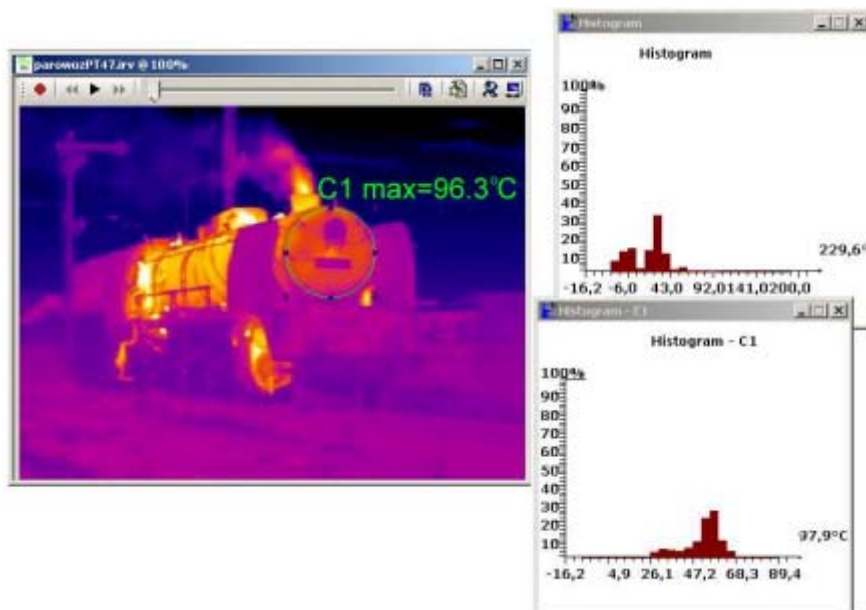 parowozPT47.irv @ 100%
C1 max=96.3°C
Histogram
Histogram
100%
90
80
70
60
50
40
30
20
10
229,6°
-16,2 -6,0 43,0 92,0141,0200,0
Histogram - C1
Histogram - C1
100%
90
80
70
60
50
40
30
20
10
97,9°C
-16,2 4,9 26,1 47,2 68,3 89,4